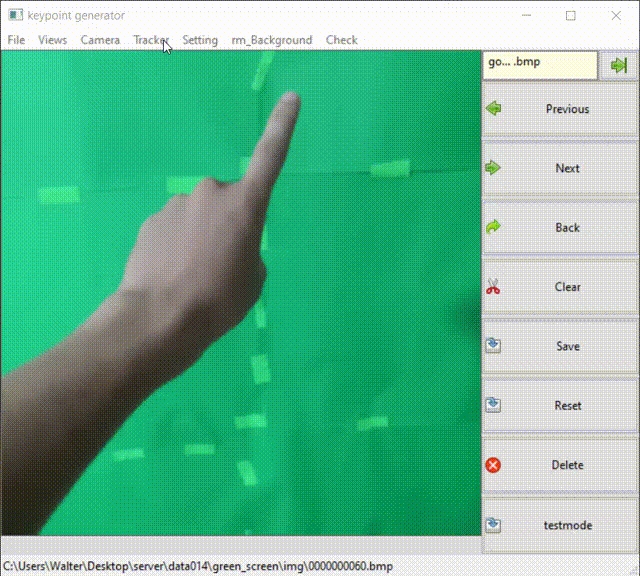 keypoint generator
File Views Camera Tracker Setting rm_Background Check
go... .bmp
Previous
Next
Back
Clear
Save
Reset
Delete
testmode
C:\Users\Walter\Desktop\server\data014\green_screen\img\0000000060.bmp